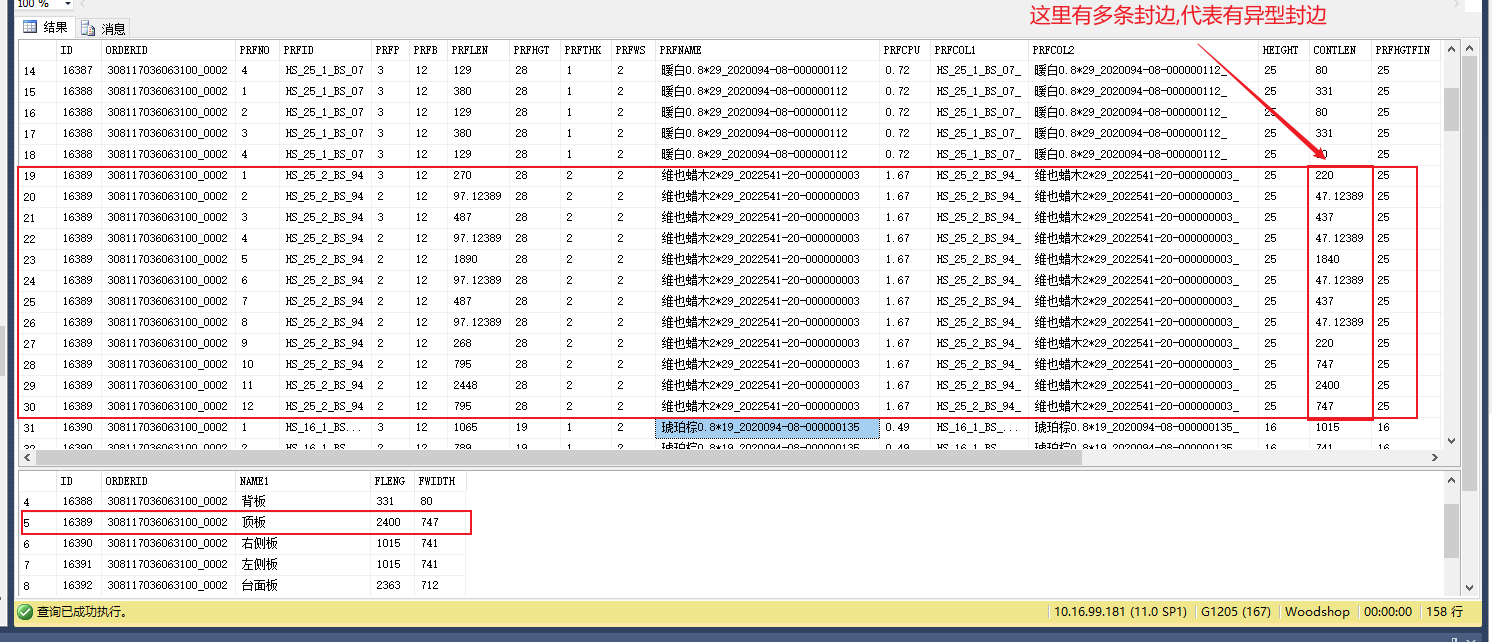 这里有多条封边,代表有异型封边
100 %
结果 消息
ID ORDERID PRFNO PRFID PRFP PRFB PRFLEN PRFHGT PRFTHK PRFWS PRFNAME PRFCPU PRFCOL1 PRFCOL2 HEIGHT CONTLEN PRFHGTFIN
14 16387 308117036063100_0002 4 HS_25_1_BS_07 3 12 129 28 1 2 暖白0.8*29_2020094-08-000000112 0.72 HS_25_1_BS_07_ 暖白0.8*29_2020094-08-000000112_ 25 80 25
15 16388 308117036063100_0002 1 HS_25_1_BS_07 3 12 380 28 1 2 暖白0.8*29_2020094-08-000000112 0.72 HS_25_1_BS_07_ 暖白0.8*29_2020094-08-000000112_ 25 331 25
16 16388 308117036063100_0002 2 HS_25_1_BS_07 3 12 129 28 1 2 暖白0.8*29_2020094-08-000000112 0.72 HS_25_1_BS_07_ 暖白0.8*29_2020094-08-000000112_ 25 80 25
17 16388 308117036063100_0002 3 HS_25_1_BS_07 3 12 380 28 1 2 暖白0.8*29_2020094-08-000000112 0.72 HS_25_1_BS_07_ 暖白0.8*29_2020094-08-000000112_ 25 331 25
18 16388 308117036063100_0002 4 HS_25_1_BS_07 3 12 129 28 1 2 暖白0.8*29_2020094-08-000000112 0.72 HS_25_1_BS_07_ 暖白0.8*29_2020094-08-000000112_ 25 25
19 16389 308117036063100_0002 1 HS_25_2_BS_94 3 12 270 28 2 2 维也蜡木2*29_2022541-20-000000003 1.67 HS_25_2_BS_94_ 维也蜡木2*29_2022541-20-000000003_ 25 220 25
20 16389 308117036063100_0002 2 HS_25_2_BS_94 2 12 97.12389 28 2 2 维也蜡木2*29_2022541-20-000000003 1.67 HS_25_2_BS_94_ 维也蜡木2*29_2022541-20-000000003_ 25 47.12389 25
21 16389 308117036063100_0002 3 HS_25_2_BS_94 2 12 487 28 2 2 维也蜡木2*29_2022541-20-000000003 1.67 HS_25_2_BS_94_ 维也蜡木2*29_2022541-20-000000003_ 25 437 25
22 16389 308117036063100_0002 4 HS_25_2_BS_94 2 12 97.12389 28 2 2 维也蜡木2*29_2022541-20-000000003 1.67 HS_25_2_BS_94_ 维也蜡木2*29_2022541-20-000000003_ 25 47.12389 25
23 16389 308117036063100_0002 5 HS_25_2_BS_94 2 12 1890 28 2 2 维也蜡木2*29_2022541-20-000000003 1.67 HS_25_2_BS_94_ 维也蜡木2*29_2022541-20-000000003_ 25 1840 25
24 16389 308117036063100_0002 6 HS_25_2_BS_94 2 12 97.12389 28 2 2 维也蜡木2*29_2022541-20-000000003 1.67 HS_25_2_BS_94_ 维也蜡木2*29_2022541-20-000000003_ 25 47.12389 25
25 16389 308117036063100_0002 7 HS_25_2_BS_94 2 12 487 28 2 2 维也蜡木2*29_2022541-20-000000003 1.67 HS_25_2_BS_94_ 维也蜡木2*29_2022541-20-000000003_ 25 437 25
26 16389 308117036063100_0002 8 HS_25_2_BS_94 2 12 97.12389 28 2 2 维也蜡木2*29_2022541-20-000000003 1.67 HS_25_2_BS_94_ 维也蜡木2*29_2022541-20-000000003_ 25 47.12389 25
27 16389 308117036063100_0002 9 HS_25_2_BS_94 2 12 268 28 2 2 维也蜡木2*29_2022541-20-000000003 1.67 HS_25_2_BS_94_ 维也蜡木2*29_2022541-20-000000003_ 25 220 25
28 16389 308117036063100_0002 10 HS_25_2_BS_94 2 12 795 28 2 2 维也蜡木2*29_2022541-20-000000003 1.67 HS_25_2_BS_94_ 维也蜡木2*29_2022541-20-000000003_ 25 747 25
29 16389 308117036063100_0002 11 HS_25_2_BS_94 2 12 2448 28 2 2 维也蜡木2*29_2022541-20-000000003 1.67 HS_25_2_BS_94_ 维也蜡木2*29_2022541-20-000000003_ 25 2400 25
30 16389 308117036063100_0002 12 HS_25_2_BS_94 2 12 795 28 2 2 维也蜡木2*29_2022541-20-000000003 1.67 HS_25_2_BS_94_ 维也蜡木2*29_2022541-20-000000003_ 25 747 25
31 16390 308117036063100_0002 1 HS_16_1_BS... 3 12 1065 19 1 2 琥珀棕0.8*19_2020094-08-000000135 0.49 HS_16_1_BS_... 琥珀棕0.8*19_2020094-08-000000135_ 16 1015 16
ID ORDERID NAME1 FLENG FWIDTH
4 16388 308117036063100_0002 背板 331 80
5 16389 308117036063100_0002 顶板 2400 747
6 16390 308117036063100_0002 右侧板 1015 741
7 16391 308117036063100_0002 左侧板 1015 741
8 16392 308117036063100_0002 台面板 2363 712
查询已成功执行。 10.16.99.181 (11.0 SP1) G1205 (167) Woodshop 00:00:00 158 行